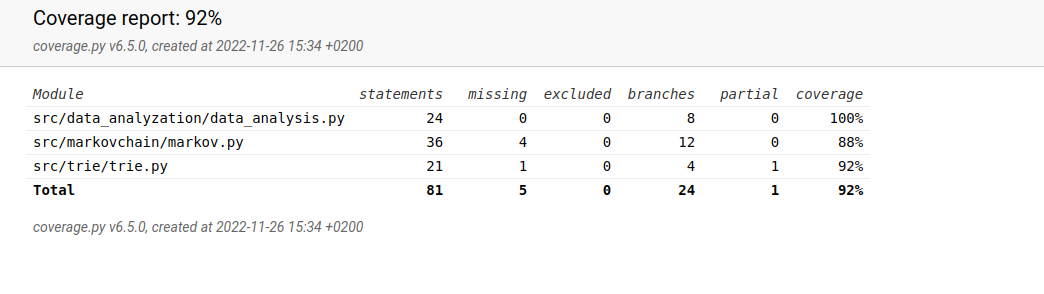 Coverage report: 92%
coverage.py v6.5.0, created at 2022-11-26 15:34 +0200
Module statements missing excluded branches partial coverage
src/data_analyzation/data_analysis.py 24 0 0 8 0 100%
src/markovchain/markov.py 36 4 0 12 0 88%
src/trie/trie.py 21 1 0 4 1 92%
Total 81 5 0 24 1 92%
coverage.py v6.5.0, created at 2022-11-26 15:34 +0200